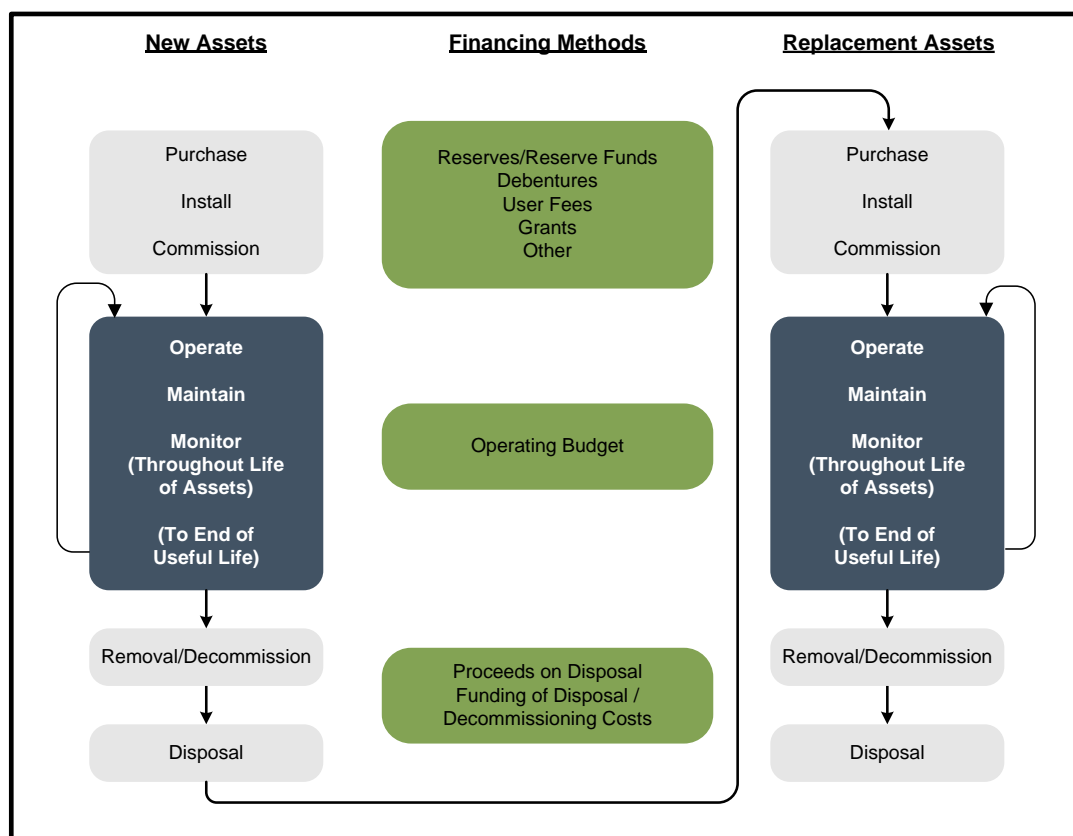 New Assets
Purchase
Install
Commission
Operate
Maintain
Monitor
(Throughout Life
of Assets)
(To End of
Useful Life)
Removal/Decommission
Disposal
Financing Methods
Reserves/Reserve Funds
Debentures
User Fees
Grants
Other
Operating Budget
Proceeds on Disposal
Funding of Disposal /
Decommissioning Costs
Replacement Assets
Purchase
Install
Commission
Operate
Maintain
Monitor
(Throughout Life
of Assets)
(To End of
Useful Life)
Removal/Decommission
Disposal